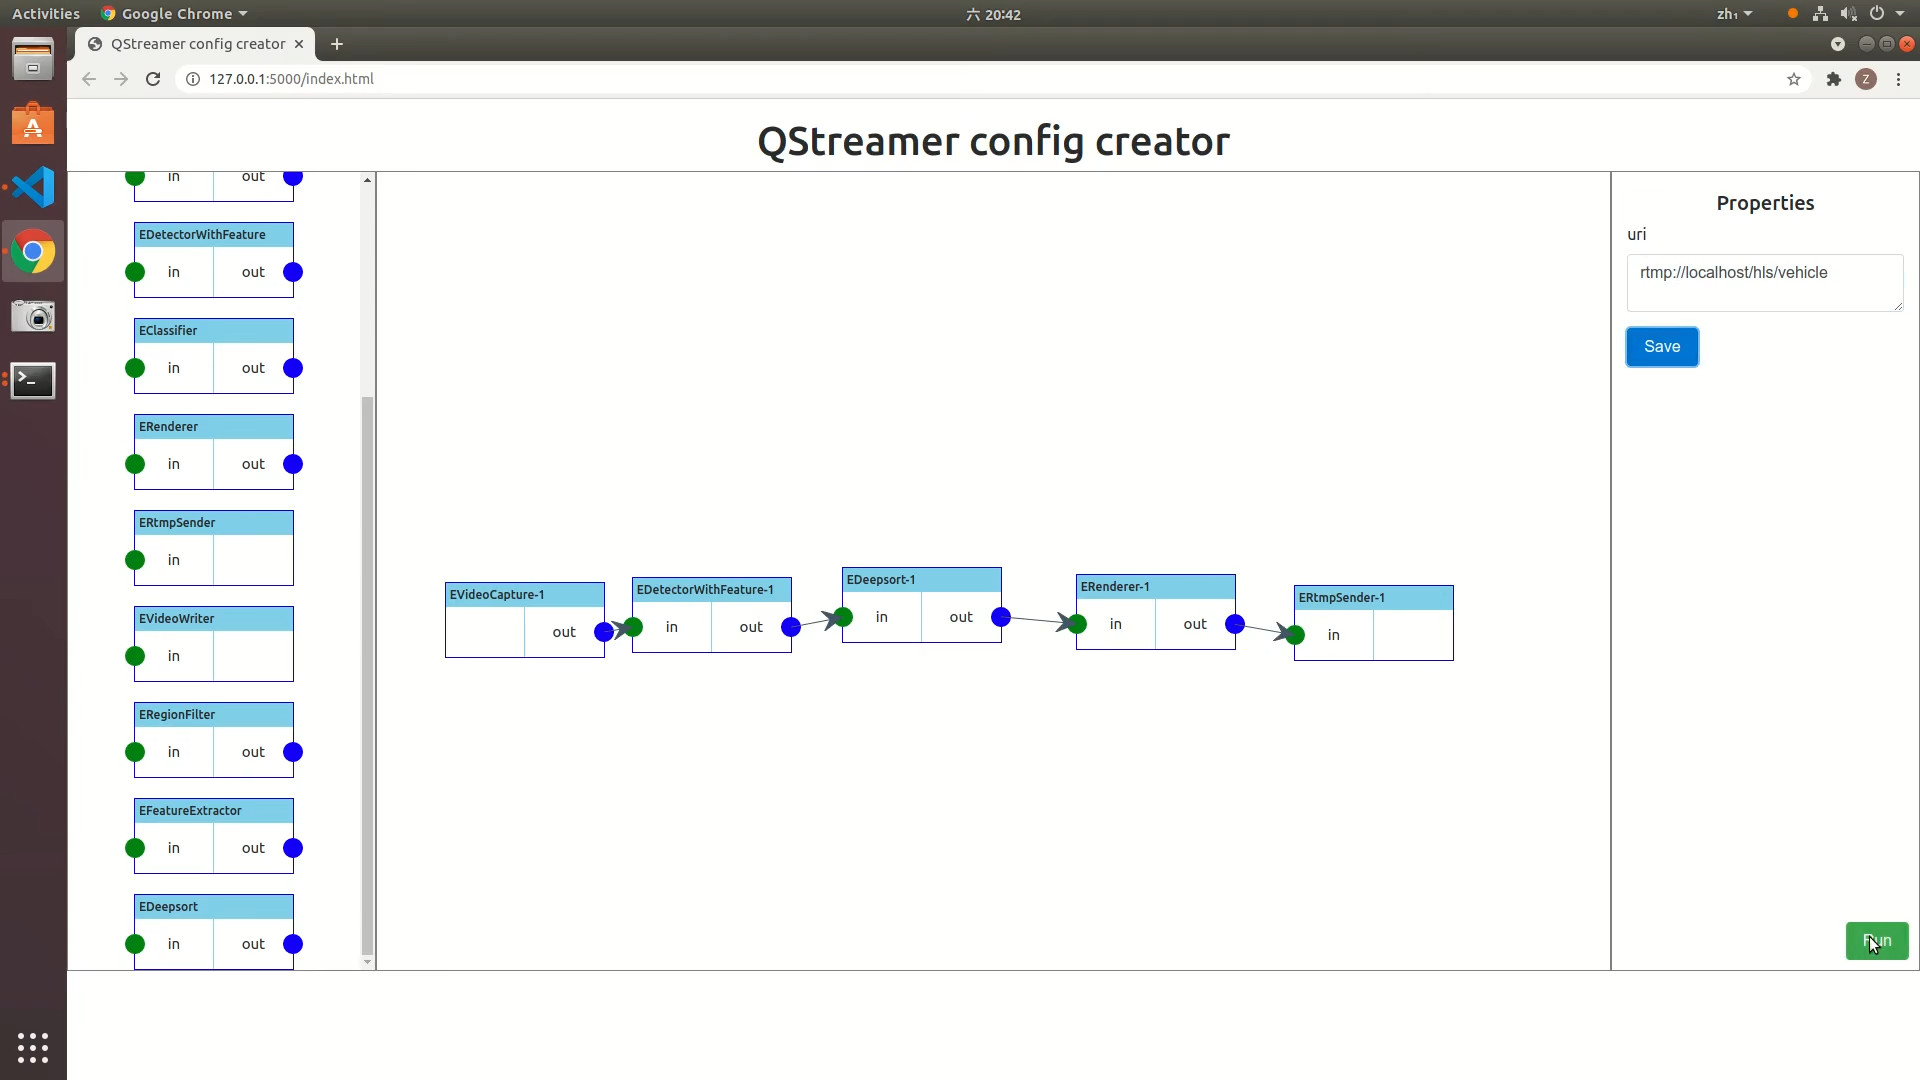 Activities
Google Chrome
六 20:42
zh₁
QStreamer config creator
127.0.0.1:5000/index.html
Z
QStreamer config creator
in out
EDetectorWithFeature
in out
EClassifier
in out
ERenderer
in out
ERtmpSender
in
EVideoWriter
in
ERegionFilter
in out
EFeatureExtractor
in out
EDeepsort
in out
EVideoCapture-1
out
EDetectorWithFeature-1
in out
EDeepsort-1
in out
ERenderer-1
in out
ERtmpSender-1
in
Properties
uri
rtmp://localhost/hls/vehicle
Save
Run